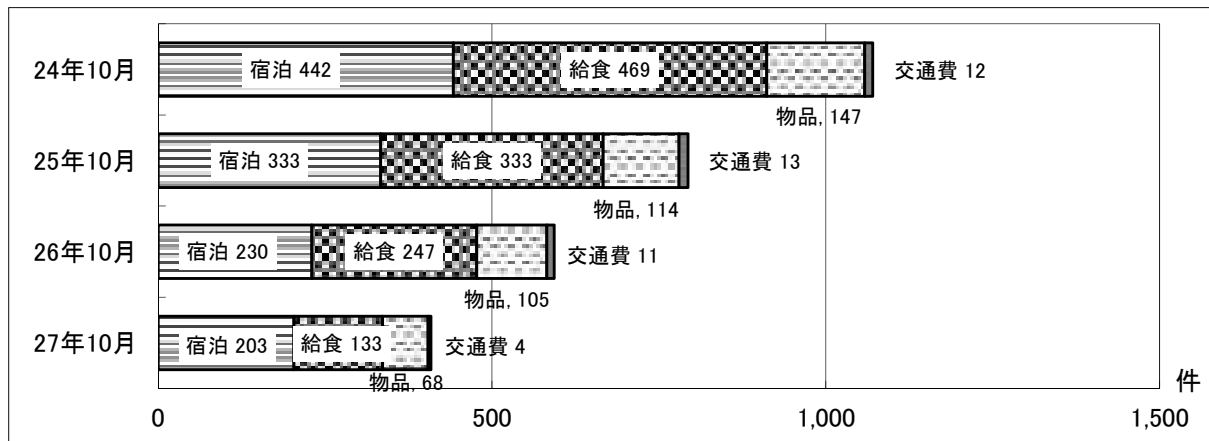 24年10月 宿泊 442 給食 469 交通費 12
物品, 147
25年10月 宿泊 333 給食 333 交通費 13
物品, 114
26年10月 宿泊 230 給食 247 交通費 11
物品, 105
27年10月 宿泊 203 給食 133 交通費 4
物品, 68
件
0 500 1,000 1,500